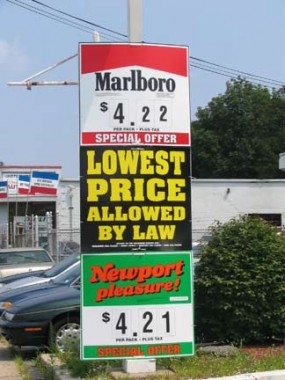 Marlboro
$4.22
PER PACK - PLUS TAX
SPECIAL OFFER
LOWEST
PRICE
ALLOWED
BY LAW
Newport
pleasure!
$4.21
PER PACK - PLUS TAX
SPECIAL OFFER